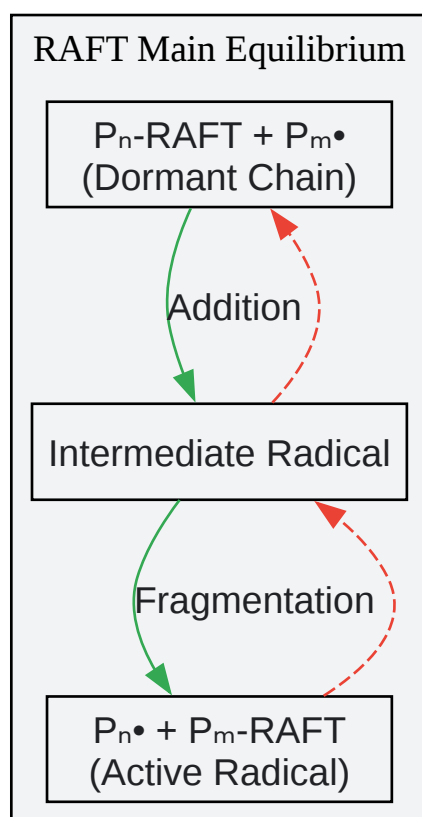 RAFT Main Equilibrium
Pₙ-RAFT + Pₘ•
(Dormant Chain)
Addition
Intermediate Radical
Fragmentation
Pₙ• + Pₘ-RAFT
(Active Radical)